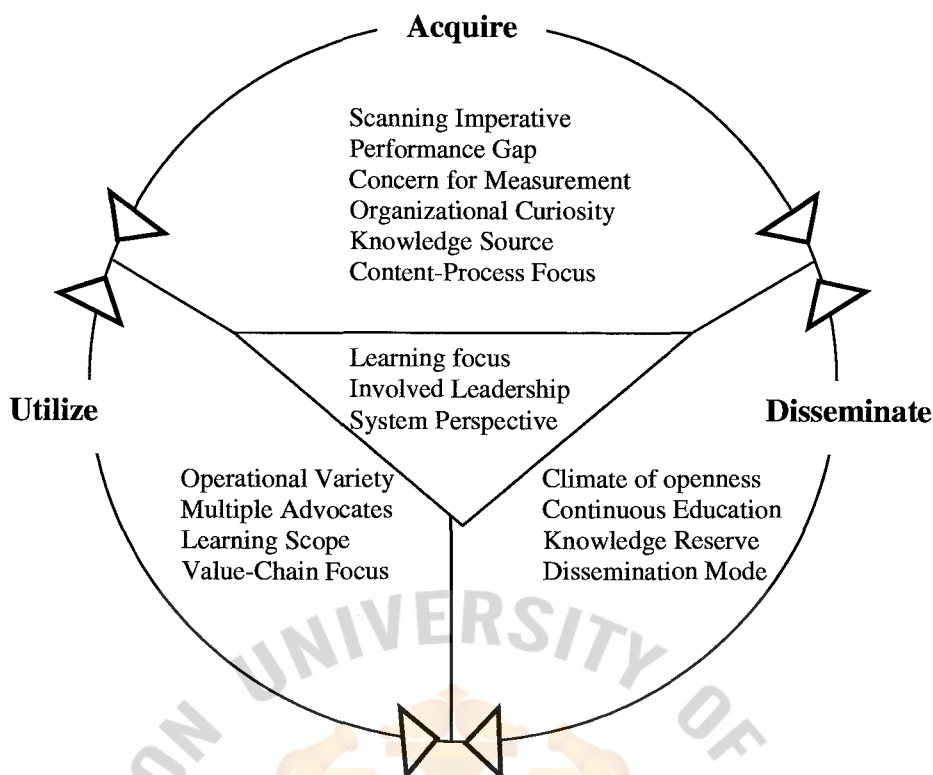 Acquire
Scanning Imperative
Performance Gap
Concern for Measurement
Organizational Curiosity
Knowledge Source
Content-Process Focus
Learning focus
Involved Leadership
System Perspective
Utilize
Disseminate
Operational Variety
Multiple Advocates
Learning Scope
Value-Chain Focus
Climate of openness
Continuous Education
Knowledge Reserve
Dissemination Mode
ON UNIVERSITY OF